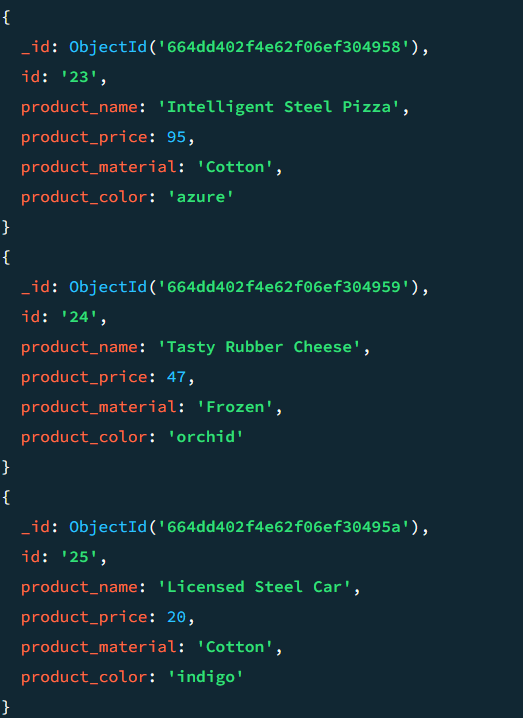 {
  _id: ObjectId('664dd402f4e62f06ef304958'),
  id: '23',
  product_name: 'Intelligent Steel Pizza',
  product_price: 95,
  product_material: 'Cotton',
  product_color: 'azure'
}
{
  _id: ObjectId('664dd402f4e62f06ef304959'),
  id: '24',
  product_name: 'Tasty Rubber Cheese',
  product_price: 47,
  product_material: 'Frozen',
  product_color: 'orchid'
}
{
  _id: ObjectId('664dd402f4e62f06ef30495a'),
  id: '25',
  product_name: 'Licensed Steel Car',
  product_price: 20,
  product_material: 'Cotton',
  product_color: 'indigo'
}